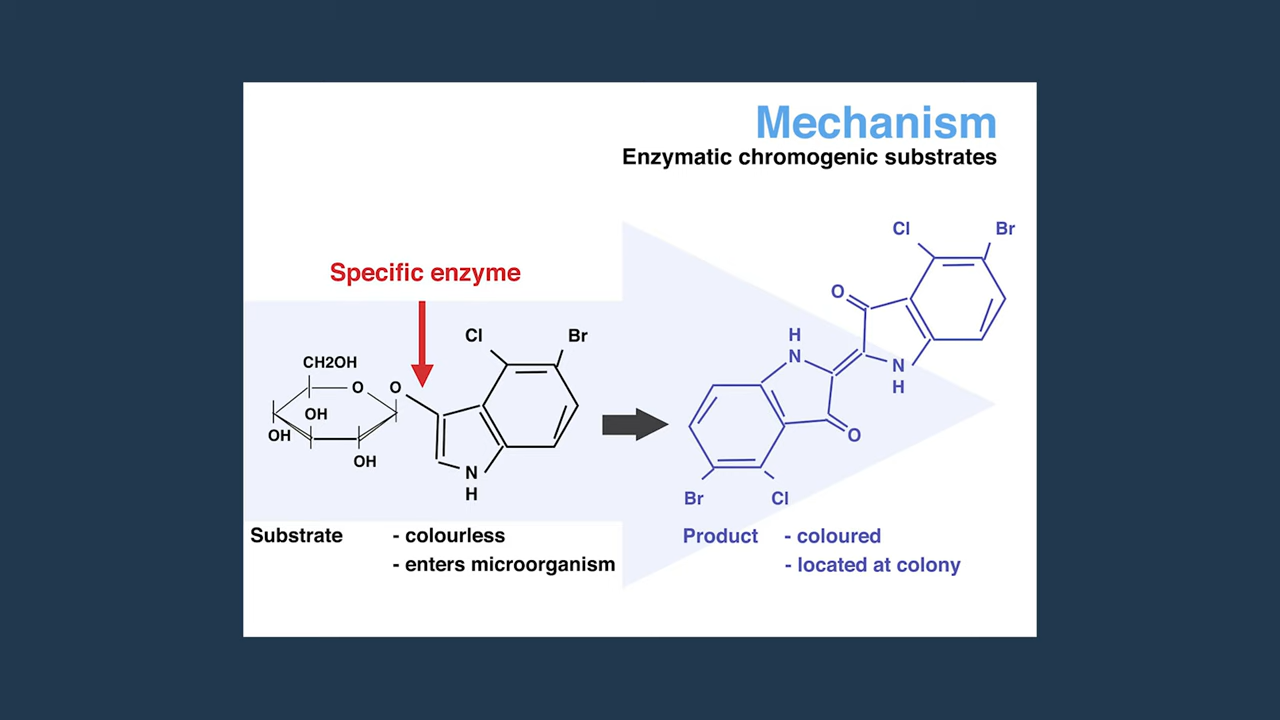 Mechanism
Enzymatic chromogenic substrates
Specific enzyme
Cl
Br
CH2OH
O
O
OH
OH
OH
N
H
Cl
Br
O
H
N
N
H
O
Br
Cl
Substrate - colourless
- enters microorganism
Product - coloured
- located at colony